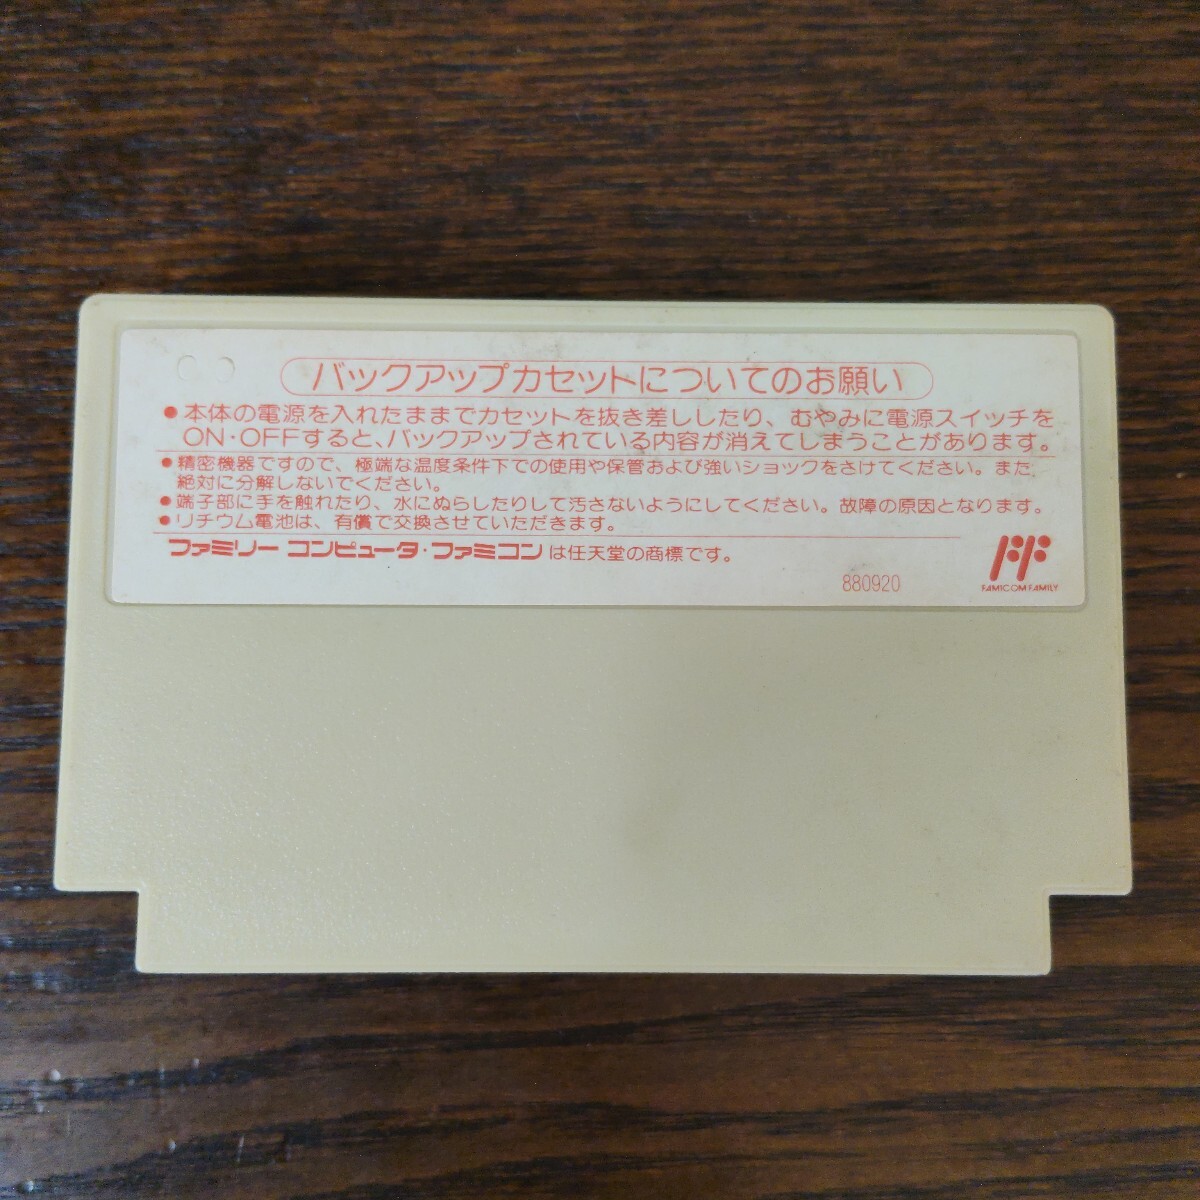 バックアップカセットについてのお願い
●本体の電源を入れたままでカセットを抜き差ししたり、むやみに電源スイッチを
ON・OFFすると、バックアップされている内容が消えてしまうことがあります。
●精密機器ですので、極端な温度条件下での使用や保管および強いショックをさけてください。また、
絶対に分解しないでください。
●端子部に手を触れたり、水にぬらしたりして汚さないようにしてください。故障の原因となります。
●リチウム電池は、有償で交換させていただきます。
ファミリー コンピュータ・ファミコン は任天堂の商標です。
880920
FF
FAMICOM FAMILY